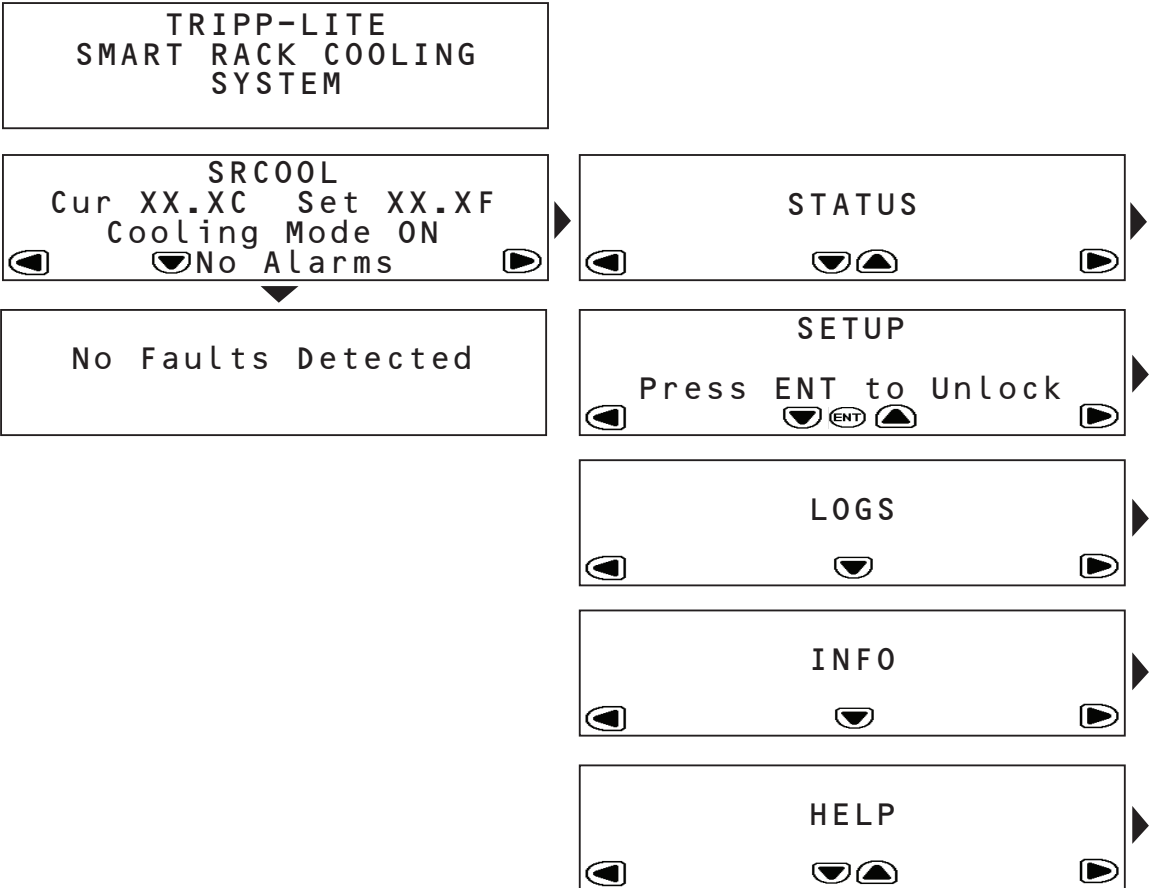 TRIPP-LITE
SMART RACK COOLING
SYSTEM
SRCOOL
Cur XX.XC Set XX.XF
Cooling Mode ON
No Alarms
No Faults Detected
STATUS
SETUP
Press ENT to Unlock
ENT
LOGS
INFO
HELP